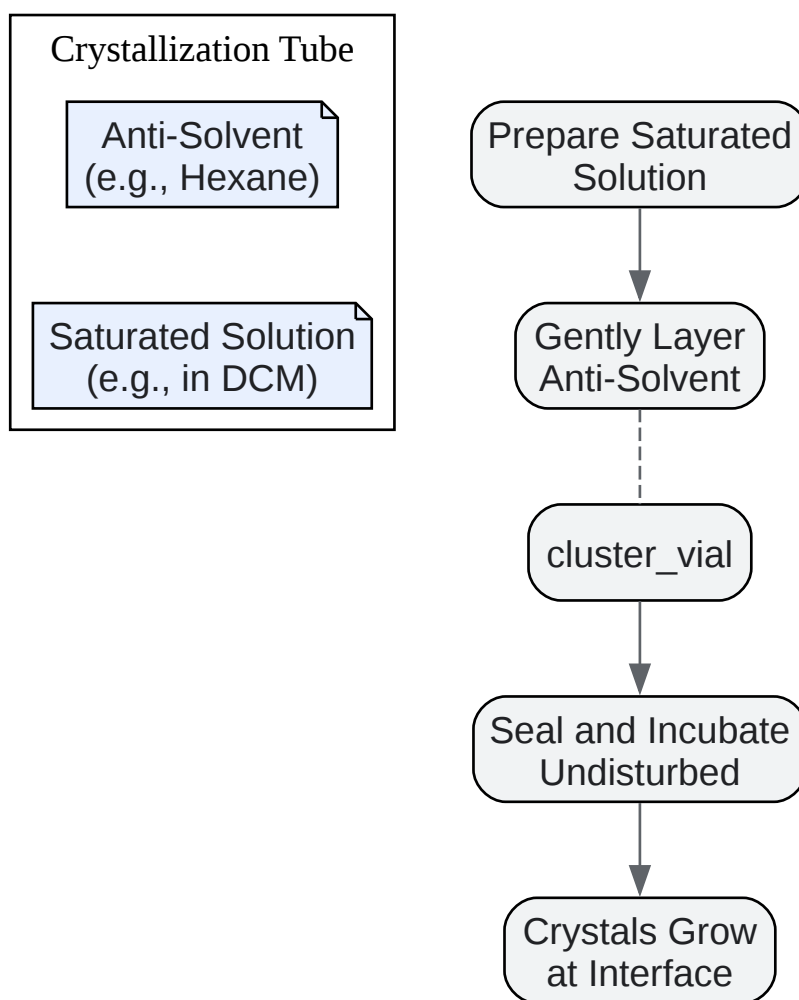 Crystallization Tube
Anti-Solvent
(e.g., Hexane)
Saturated Solution
(e.g., in DCM)
Prepare Saturated
Solution
Gently Layer
Anti-Solvent
cluster_vial
Seal and Incubate
Undisturbed
Crystals Grow
at Interface